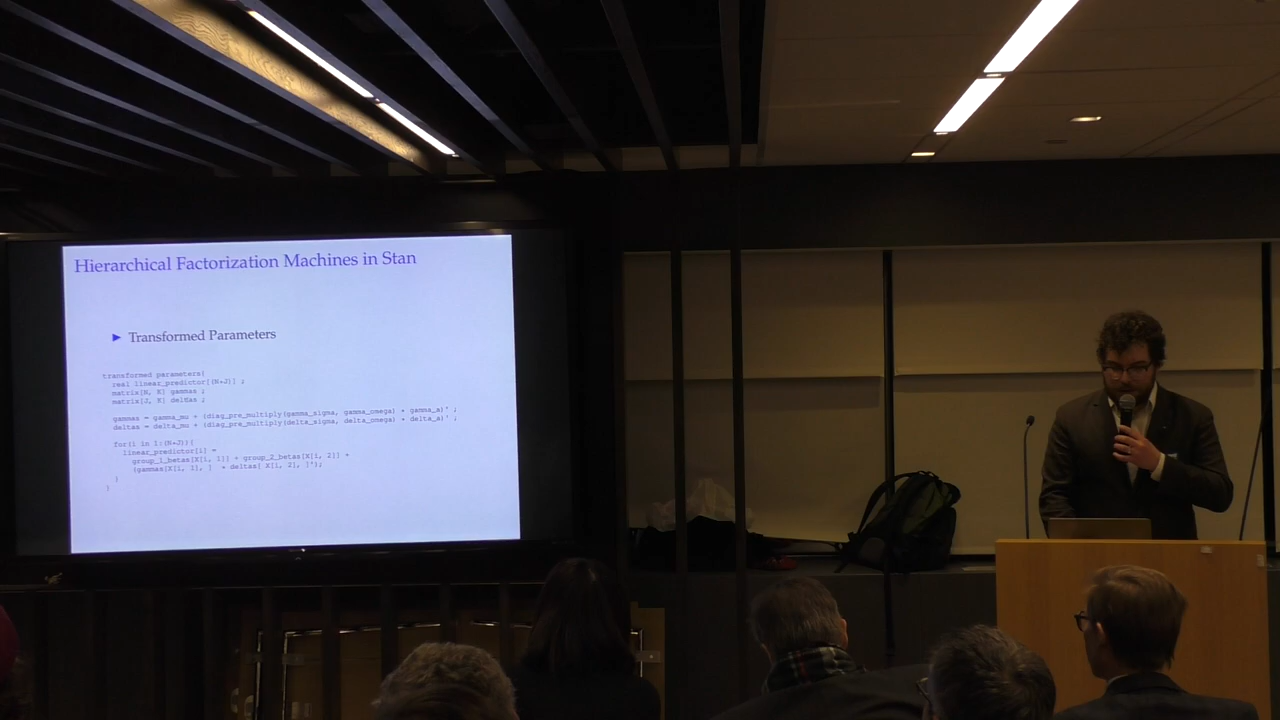 Hierarchical Factorization Machines in Stan
► Transformed Parameters
transformed parameters{
real linear_predictor[(N*J)] ;
matrix[N, K] gammas ;
matrix[J, K] deltas ;
gammas = gamma_mu + (diag_pre_multiply(gamma_sigma, gamma_omega) * gamma_a)' ;
deltas = delta_mu + (diag_pre_multiply(delta_sigma, delta_omega) * delta_a)' ;
for(i in 1:(N*J)){
linear_predictor[i] =
group_1_betas[X[i, 1]] + group_2_betas[X[i, 2]] +
(gammas[X[i, 1], ] * deltas[ X[i, 2], ]');
}
}